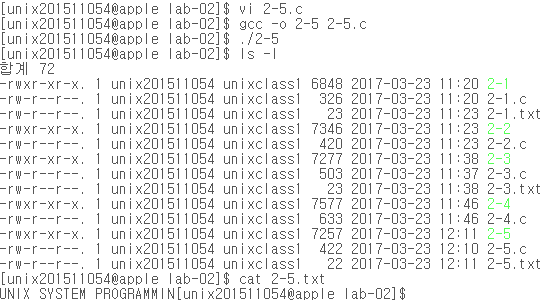 [unix201511054@apple lab-02]$ vi 2-5.c
[unix201511054@apple lab-02]$ gcc -o 2-5 2-5.c
[unix201511054@apple lab-02]$ ./2-5
[unix201511054@apple lab-02]$ ls -l
합계 72
-rwxr-xr-x. 1 unix201511054 unixclass1 6848 2017-03-23 11:20 2-1
-rw-r--r--. 1 unix201511054 unixclass1 326 2017-03-23 11:20 2-1.c
-rw-r--r--. 1 unix201511054 unixclass1 23 2017-03-23 11:23 2-1.txt
-rwxr-xr-x. 1 unix201511054 unixclass1 7346 2017-03-23 11:23 2-2
-rw-r--r--. 1 unix201511054 unixclass1 420 2017-03-23 11:23 2-2.c
-rwxr-xr-x. 1 unix201511054 unixclass1 7277 2017-03-23 11:38 2-3
-rw-r--r--. 1 unix201511054 unixclass1 503 2017-03-23 11:37 2-3.c
-rw-r--r--. 1 unix201511054 unixclass1 23 2017-03-23 11:38 2-3.txt
-rwxr-xr-x. 1 unix201511054 unixclass1 7577 2017-03-23 11:46 2-4
-rw-r--r--. 1 unix201511054 unixclass1 633 2017-03-23 11:46 2-4.c
-rwxr-xr-x. 1 unix201511054 unixclass1 7257 2017-03-23 12:11 2-5
-rw-r--r--. 1 unix201511054 unixclass1 422 2017-03-23 12:10 2-5.c
-rw-r--r--. 1 unix201511054 unixclass1 22 2017-03-23 12:11 2-5.txt
[unix201511054@apple lab-02]$ cat 2-5.txt
UNIX SYSTEM PROGRAMMIN[unix201511054@apple lab-02]$